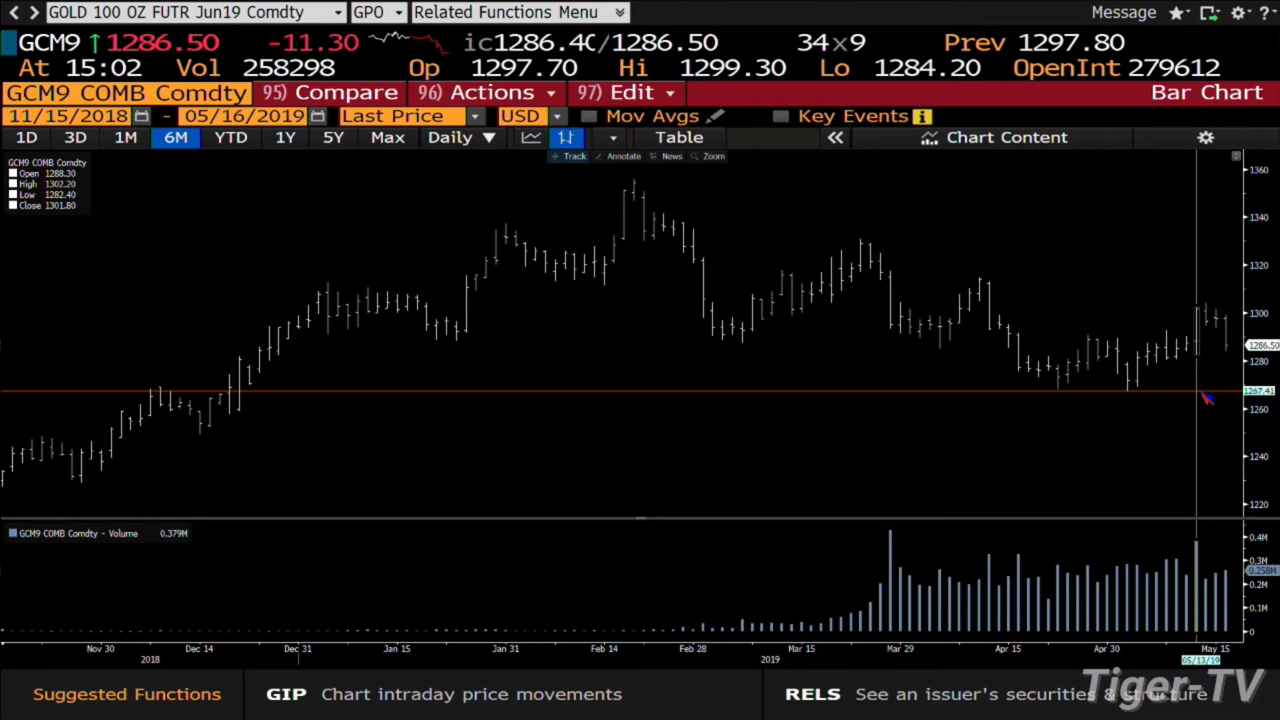 GOLD 100 OZ FUTR Jun19 Comdty GPO Related Functions Menu Message ?
GCM9 ↑1286.50 -11.30 ic1286.40/1286.50 34x9 Prev 1297.80
At 15:02 Vol 258298 Op 1297.70 Hi 1299.30 Lo 1284.20 OpenInt 279612
GCM9 COMB Comdty 95) Compare 96) Actions 97) Edit Bar Chart
11/15/2018 - 05/16/2019 Last Price USD Mov Avgs Key Events i
1D 3D 1M 6M YTD 1Y 5Y Max Daily ▼ Table « Chart Content
+ Track Annotate News Zoom
GCM9 COMB Comdty
Open 1288.30
High 1302.20
Low 1282.40
Close 1301.80
1360
1340
1320
1300
1286.50
1280
1267.41
1260
1240
1220
GCM9 COMB Comdty - Volume 0.379M
0.4M
0.3M
0.258M
0.2M
0.1M
0
Nov 30 Dec 14 Dec 31 Jan 15 Jan 31 Feb 14 Feb 28 Mar 15 Mar 29 Apr 15 Apr 30 May 15
2018 2019 05/13/19
Suggested Functions GIP Chart intraday price movements RELS See an issuer's securities & structure
Tiger-TV